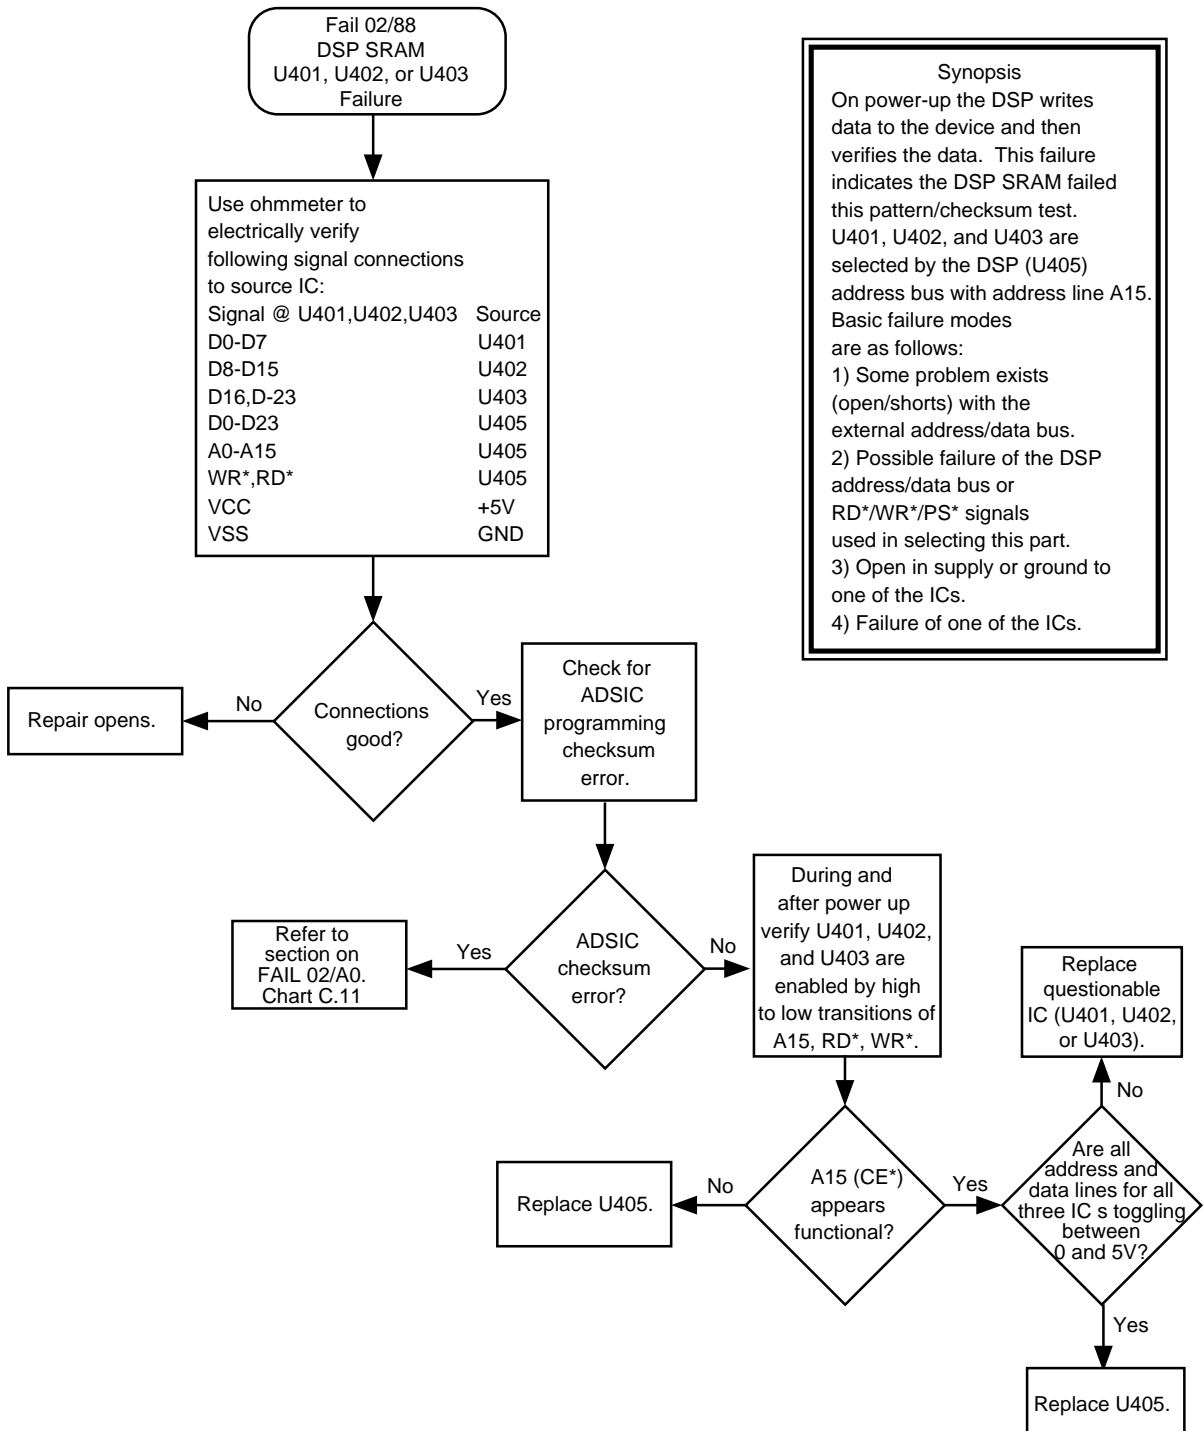 Fail 02/88
DSP SRAM
U401, U402, or U403
Failure
Use ohmmeter to
electrically verify
following signal connections
to source IC:
Signal @ U401,U402,U403 Source
D0-D7 U401
D8-D15 U402
D16,D-23 U403
D0-D23 U405
A0-A15 U405
WR*,RD* U405
VCC +5V
VSS GND
Synopsis
On power-up the DSP writes
data to the device and then
verifies the data. This failure
indicates the DSP SRAM failed
this pattern/checksum test.
U401, U402, and U403 are
selected by the DSP (U405)
address bus with address line A15.
Basic failure modes
are as follows:
1) Some problem exists
(open/shorts) with the
external address/data bus.
2) Possible failure of the DSP
address/data bus or
RD*/WR*/PS* signals
used in selecting this part.
3) Open in supply or ground to
one of the ICs.
4) Failure of one of the ICs.
Connections
good?
No
Repair opens.
Yes
Check for
ADSIC
programming
checksum
error.
ADSIC
checksum
error?
Yes
Refer to
section on
FAIL 02/A0.
Chart C.11
No
During and
after power up
verify U401, U402,
and U403 are
enabled by high
to low transitions of
A15, RD*, WR*.
A15 (CE*)
appears
functional?
No
Replace U405.
Yes
Are all
address and
data lines for all
three IC s toggling
between
0 and 5V?
No
Replace
questionable
IC (U401, U402,
or U403).
Yes
Replace U405.